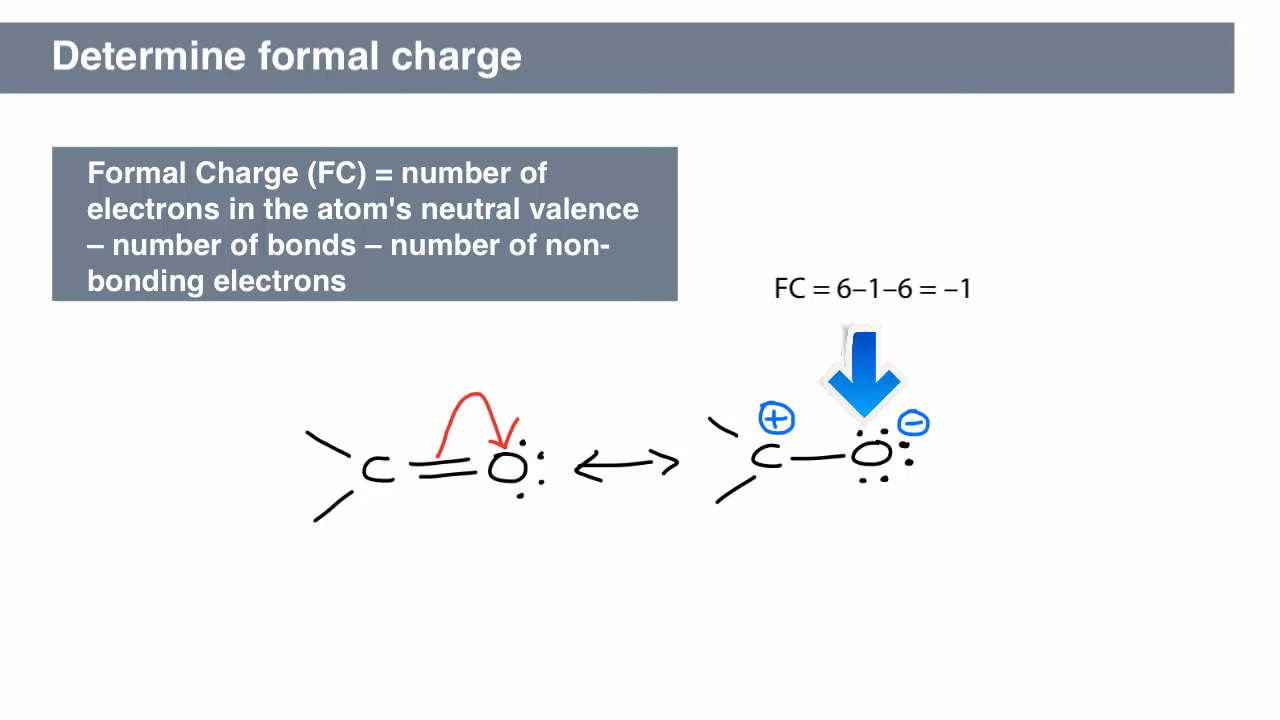 Determine formal charge
Formal Charge (FC) = number of
electrons in the atom's neutral valence
– number of bonds – number of non-
bonding electrons
FC = 6–1–6 = –1
C O C + O −